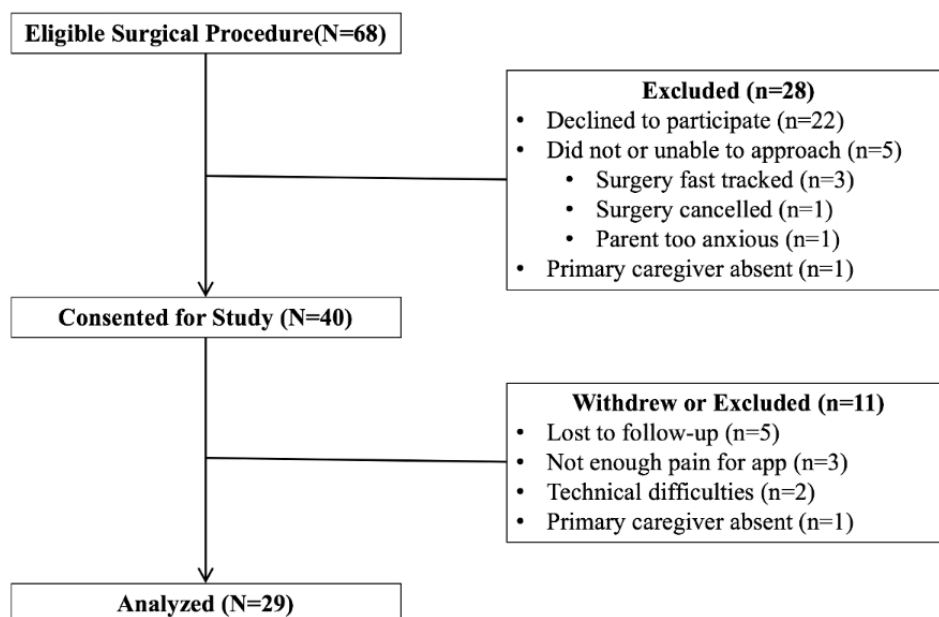 Eligible Surgical Procedure(N=68)
Excluded (n=28)
• Declined to participate (n=22)
• Did not or unable to approach (n=5)
• Surgery fast tracked (n=3)
• Surgery cancelled (n=1)
• Parent too anxious (n=1)
• Primary caregiver absent (n=1)
Consented for Study (N=40)
Withdrew or Excluded (n=11)
• Lost to follow-up (n=5)
• Not enough pain for app (n=3)
• Technical difficulties (n=2)
• Primary caregiver absent (n=1)
Analyzed (N=29)